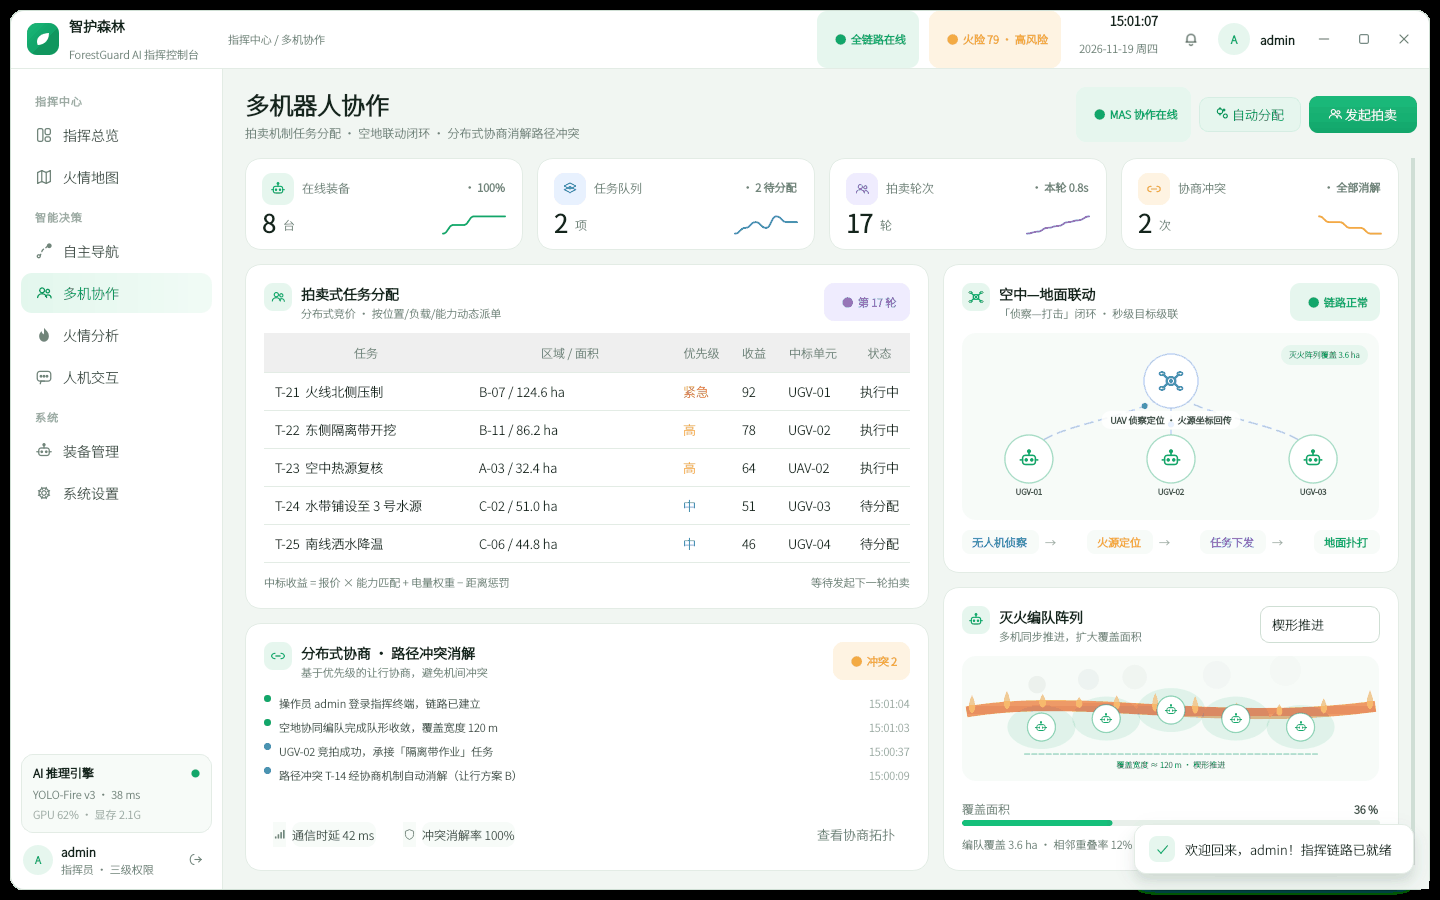 智护森林
ForestGuard AI 指挥控制台
指挥中心 / 多机协作
全链路在线
火险 79 · 高风险
15:01:07
2026-11-19 周四
A
admin
指挥中心
指挥总览
火情地图
智能决策
自主导航
多机协作
火情分析
人机交互
系统
装备管理
系统设置
AI 推理引擎
YOLO-Fire v3 · 38 ms
GPU 62% · 显存 2.1G
A
admin
指挥员 · 三级权限
多机器人协作
拍卖机制任务分配 · 空地联动闭环 · 分布式协商消解路径冲突
MAS 协作在线
自动分配
发起拍卖
在线装备
· 100%
8 台
任务队列
· 2 待分配
2 项
拍卖轮次
· 本轮 0.8s
17 轮
协商冲突
· 全部消解
2 次
拍卖式任务分配
分布式竞价 · 按位置/负载/能力动态派单
第 17 轮
任务 区域 / 面积 优先级 收益 中标单元 状态
T-21 火线北侧压制 B-07 / 124.6 ha 紧急 92 UGV-01 执行中
T-22 东侧隔离带开挖 B-11 / 86.2 ha 高 78 UGV-02 执行中
T-23 空中热源复核 A-03 / 32.4 ha 高 64 UAV-02 执行中
T-24 水带铺设至 3 号水源 C-02 / 51.0 ha 中 51 UGV-03 待分配
T-25 南线洒水降温 C-06 / 44.8 ha 中 46 UGV-04 待分配
中标收益 = 报价 × 能力匹配 + 电量权重 − 距离惩罚
等待发起下一轮拍卖
分布式协商 · 路径冲突消解
基于优先级的让行协商，避免机间冲突
冲突 2
操作员 admin 登录指挥终端，链路已建立 15:01:04
空地协同编队完成队形收敛，覆盖宽度 120 m 15:01:03
UGV-02 竞拍成功，承接「隔离带作业」任务 15:00:37
路径冲突 T-14 经协商机制自动消解（让行方案 B） 15:00:09
通信时延 42 ms
冲突消解率 100%
查看协商拓扑
空中—地面联动
「侦察—打击」闭环 · 秒级目标级联
链路正常
灭火阵列覆盖 3.6 ha
UAV 侦察定位 · 火源坐标回传
UGV-01
UGV-02
UGV-03
无人机侦察 → 火源定位 → 任务下发 → 地面扑打
灭火编队阵列
多机同步推进，扩大覆盖面积
楔形推进
覆盖宽度 ≈ 120 m · 楔形推进
覆盖面积
36 %
编队覆盖 3.6 ha · 相邻重叠率 12%
欢迎回来，admin！指挥链路已就绪